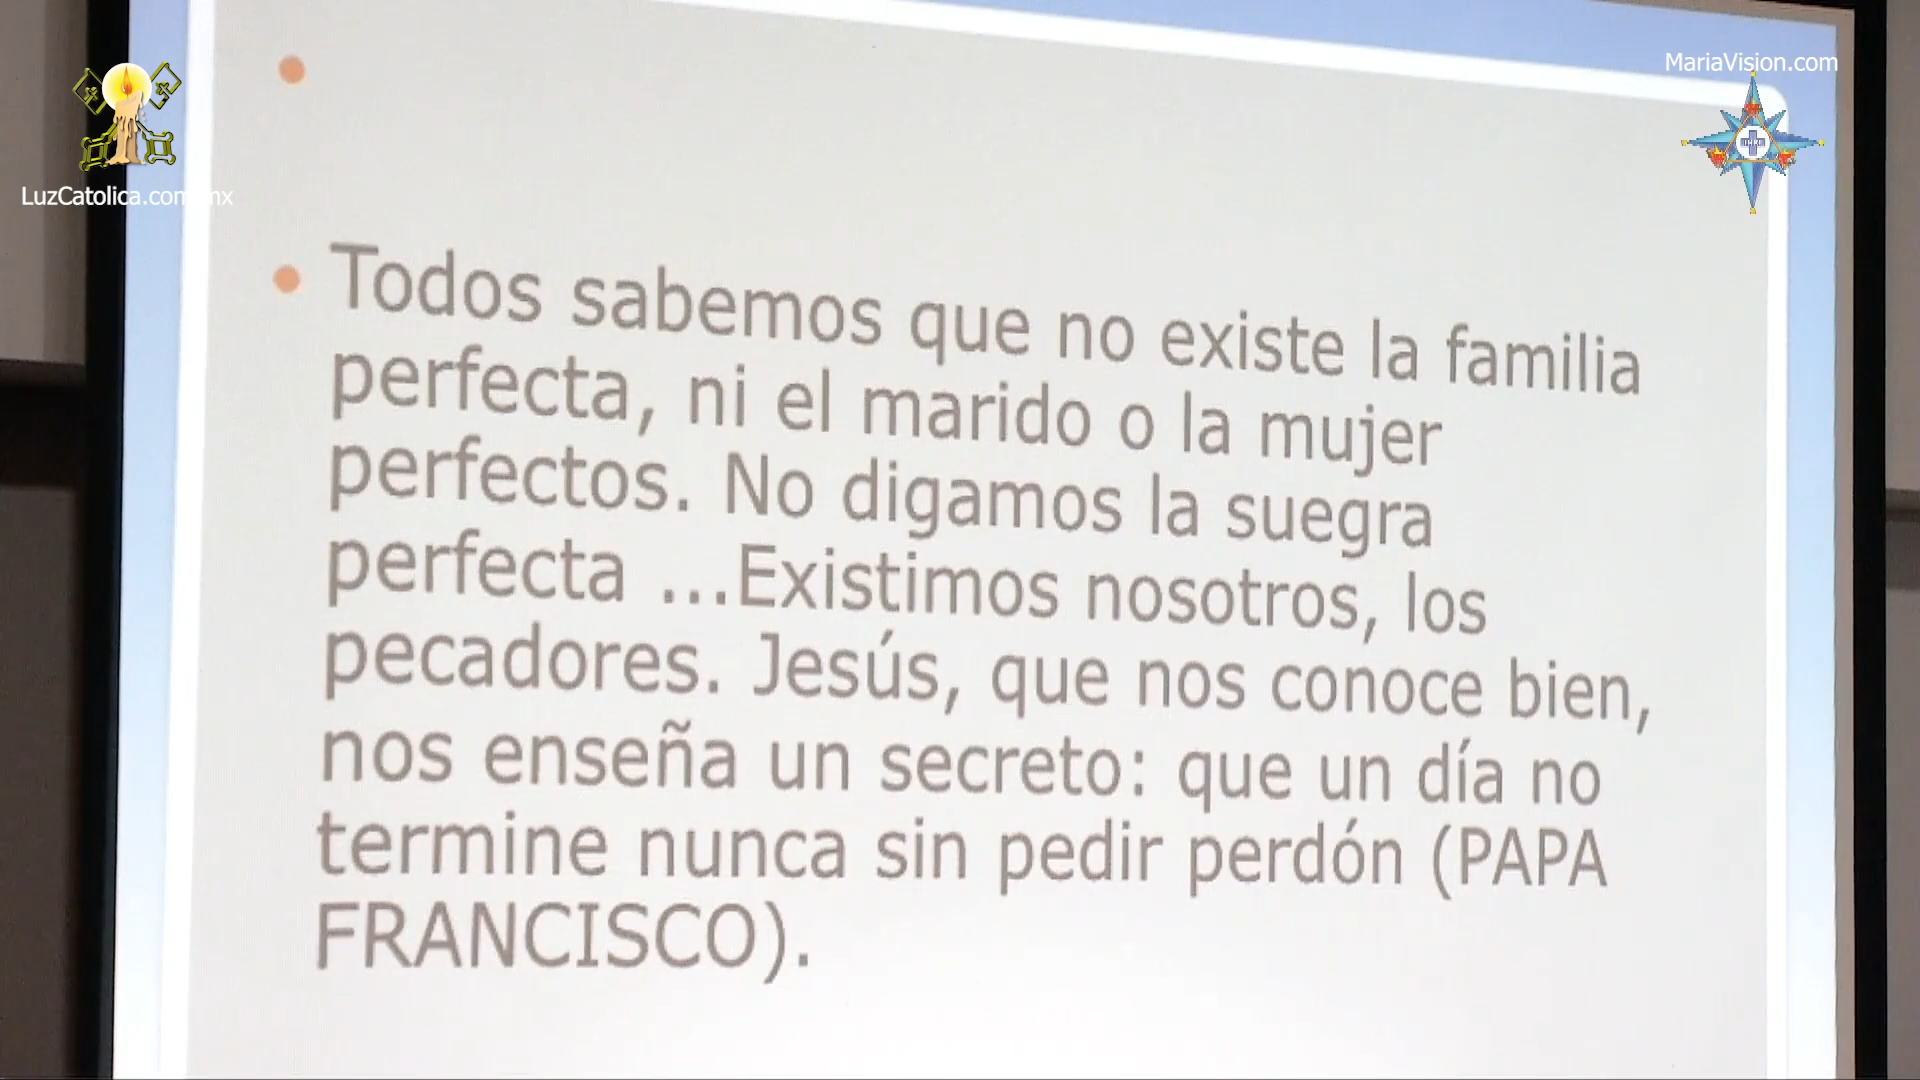 MariaVision.com
LuzCatolica.com.mx
Todos sabemos que no existe la familia
perfecta, ni el marido o la mujer
perfectos. No digamos la suegra
perfecta ...Existimos nosotros, los
pecadores. Jesús, que nos conoce bien,
nos enseña un secreto: que un día no
termine nunca sin pedir perdón (PAPA
FRANCISCO).